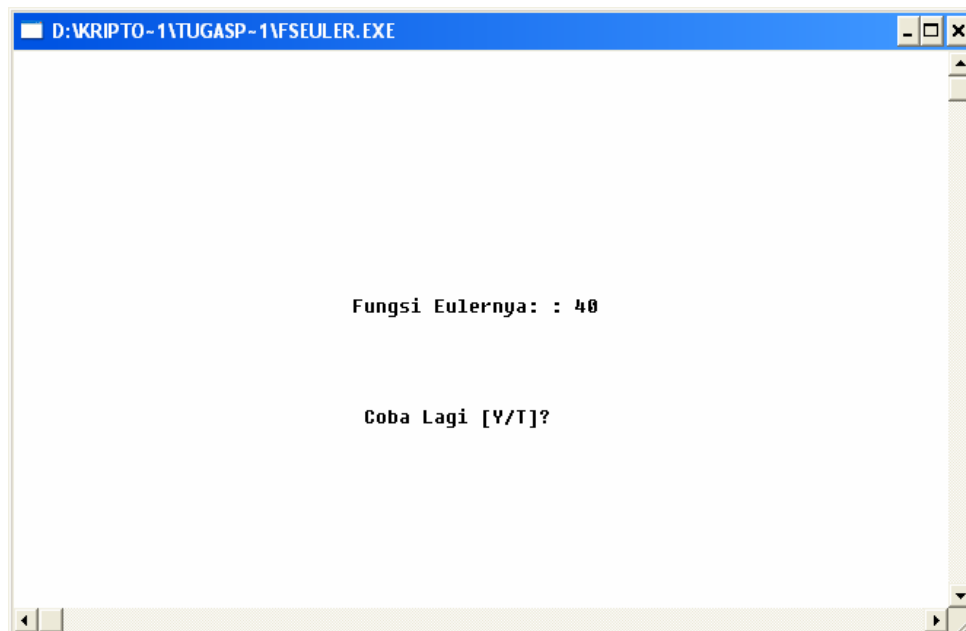 D:\KRIPTO~1\TUGASP~1\FSEULER.EXE
Fungsi Eulernya: : 40
Coba Lagi [Y/T]?